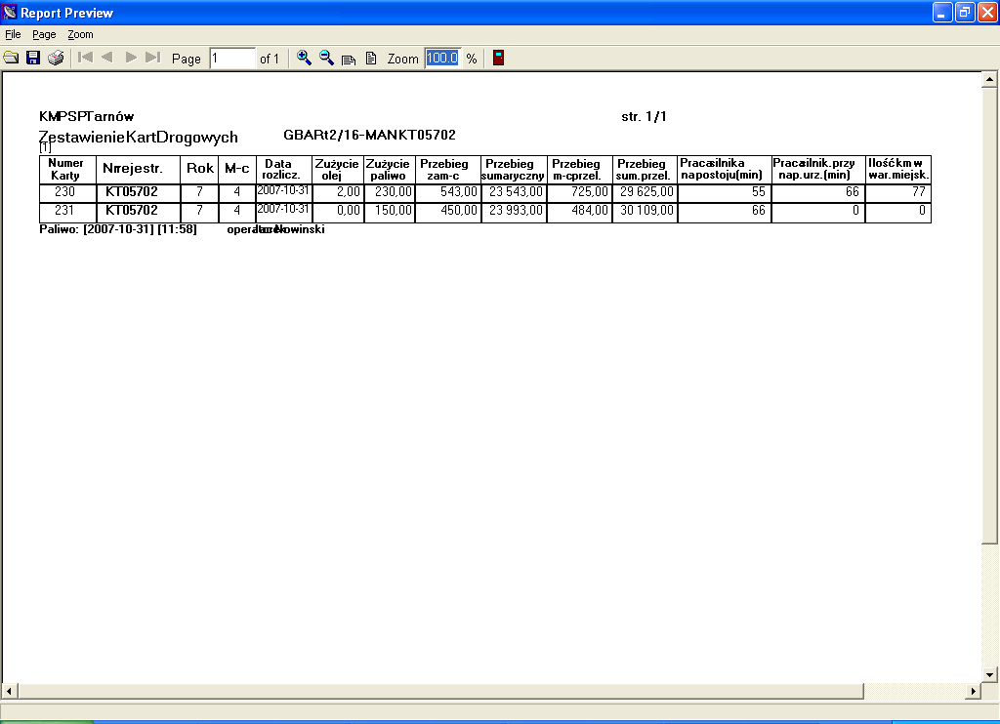 Report Preview
File Page Zoom
Page 1 of 1 Zoom 100.0 %
KMPSPTarnów str. 1/1
ZestawienieKartDrogowych GBARt2/16-MANKT05702
[1]
Numer Karty Nrrejestr. Rok M-c Data rozlicz. Zużycie olej Zużycie paliwo Przebieg zam-c Przebieg sumaryczny Przebieg m-cprzel. Przebieg sum.przel. Pracasilnika napostoju(min) Pracasilnik.przy nap.urz.(min) Ilośćkmw war.miejsk.
230 KT05702 7 4 2007-10-31 2,00 230,00 543,00 23 543,00 725,00 29 625,00 55 66 77
231 KT05702 7 4 2007-10-31 0,00 150,00 450,00 23 993,00 484,00 30 109,00 66 0 0
Paliwo: [2007-10-31] [11:58] Nowinski